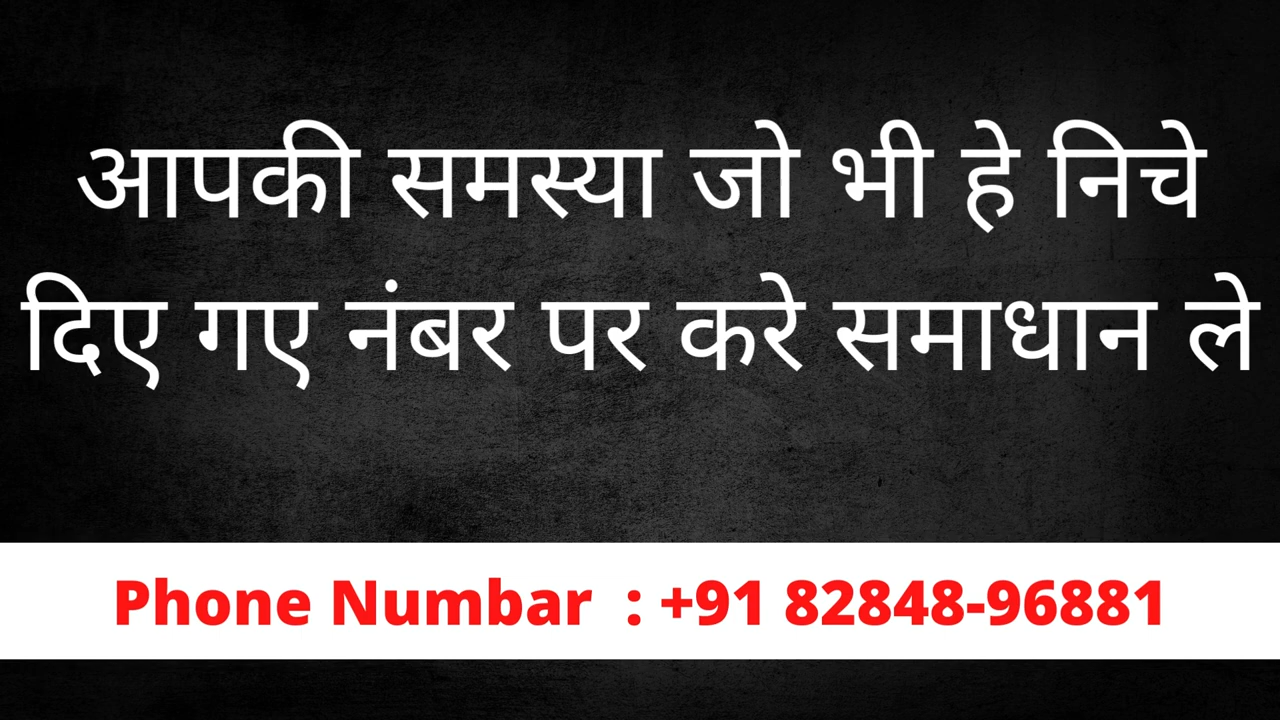 आपकी समस्या जो भी हे निचे
दिए गए नंबर पर करे समाधान ले
Phone Numbar : +91 82848-96881